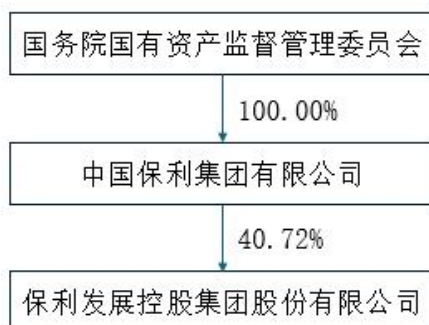 国务院国有资产监督管理委员会
100.00%
中国保利集团有限公司
40.72%
保利发展控股集团股份有限公司